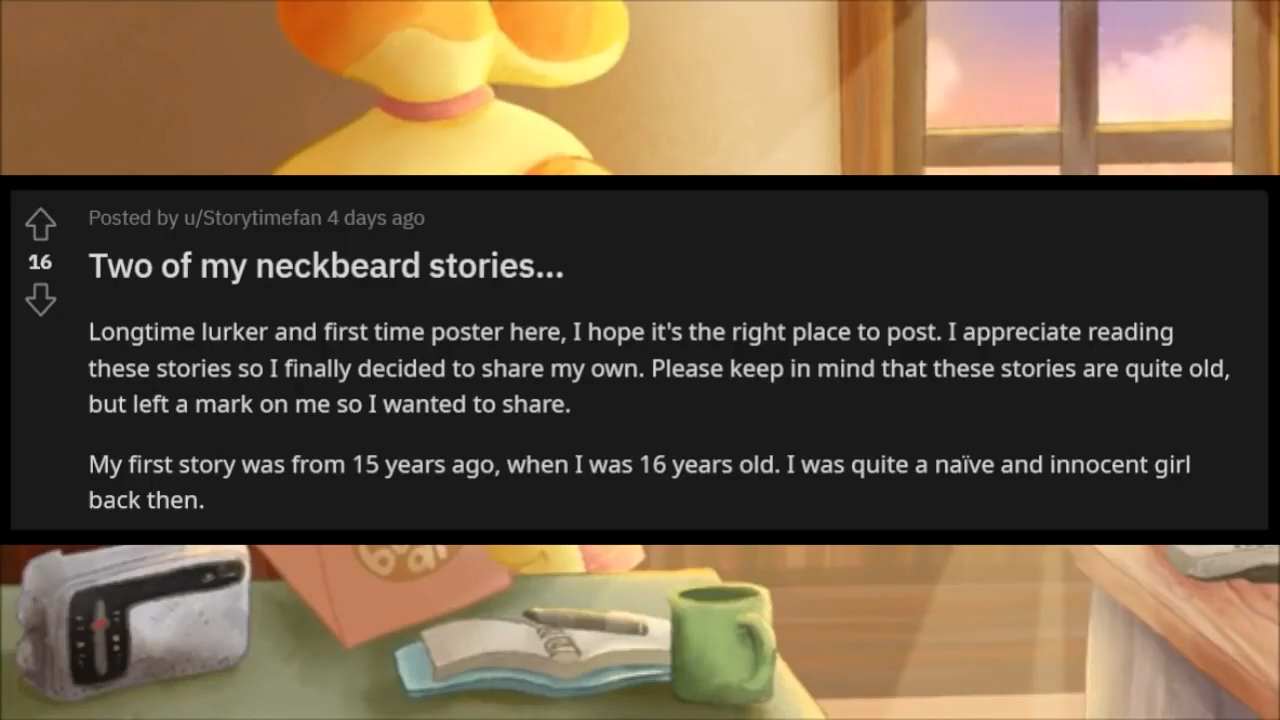 Posted by u/Storytimefan 4 days ago
16
Two of my neckbeard stories...
Longtime lurker and first time poster here, I hope it's the right place to post. I appreciate reading
these stories so I finally decided to share my own. Please keep in mind that these stories are quite old,
but left a mark on me so I wanted to share.
My first story was from 15 years ago, when I was 16 years old. I was quite a naïve and innocent girl
back then.